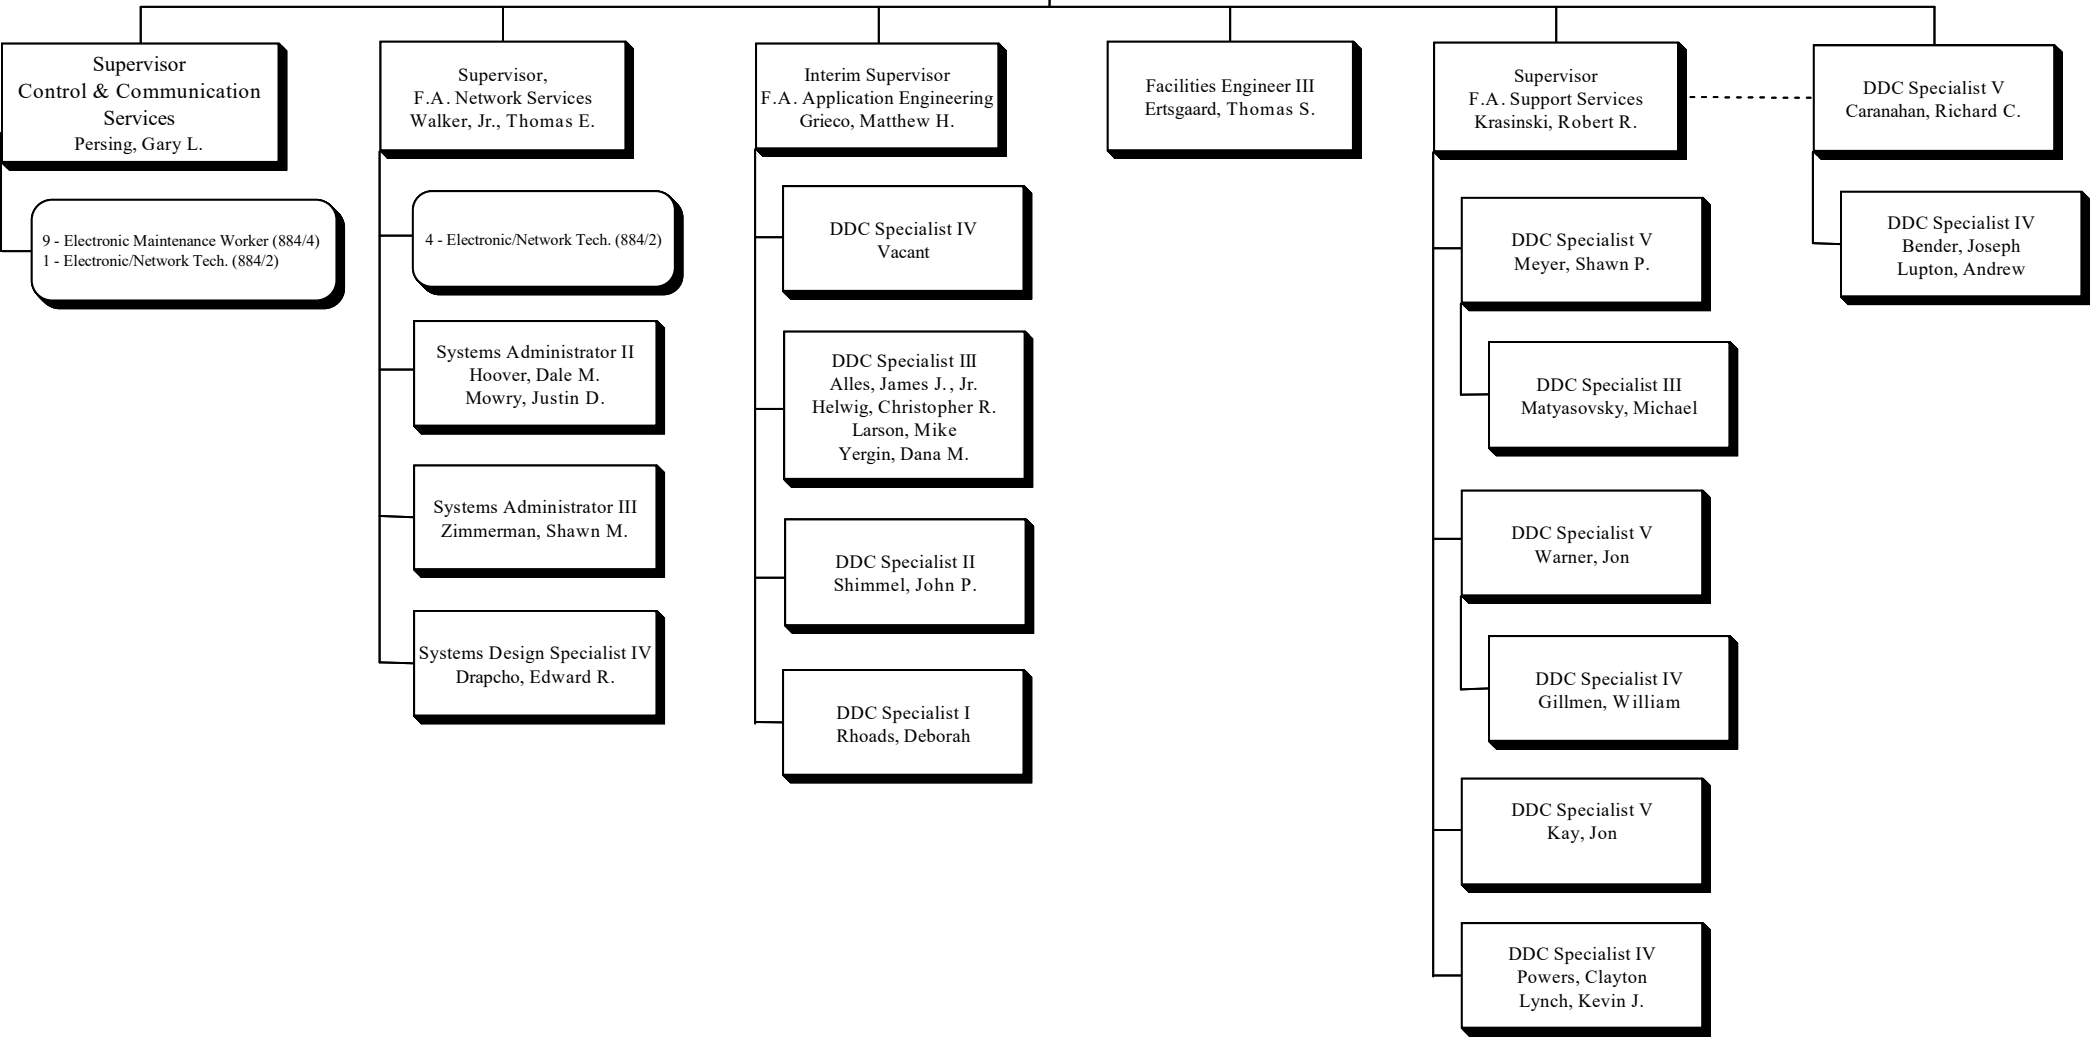 Supervisor
Control & Communication
Services
Persing, Gary L.
9 - Electronic Maintenance Worker (884/4)
1 - Electronic/Network Tech. (884/2)
Supervisor,
F.A. Network Services
Walker, Jr., Thomas E.
4 - Electronic/Network Tech. (884/2)
Systems Administrator II
Hoover, Dale M.
Mowry, Justin D.
Systems Administrator III
Zimmerman, Shawn M.
Systems Design Specialist IV
Drapcho, Edward R.
Interim Supervisor
F.A. Application Engineering
Grieco, Matthew H.
DDC Specialist IV
Vacant
DDC Specialist III
Alles, James J., Jr.
Helwig, Christopher R.
Larson, Mike
Yergin, Dana M.
DDC Specialist II
Shimmel, John P.
DDC Specialist I
Rhoads, Deborah
Facilities Engineer III
Ertsgaard, Thomas S.
Supervisor
F.A. Support Services
Krasinski, Robert R.
DDC Specialist V
Meyer, Shawn P.
DDC Specialist III
Matyasovsky, Michael
DDC Specialist V
Warner, Jon
DDC Specialist IV
Gillmen, William
DDC Specialist V
Kay, Jon
DDC Specialist IV
Powers, Clayton
Lynch, Kevin J.
DDC Specialist V
Caranahan, Richard C.
DDC Specialist IV
Bender, Joseph
Lupton, Andrew